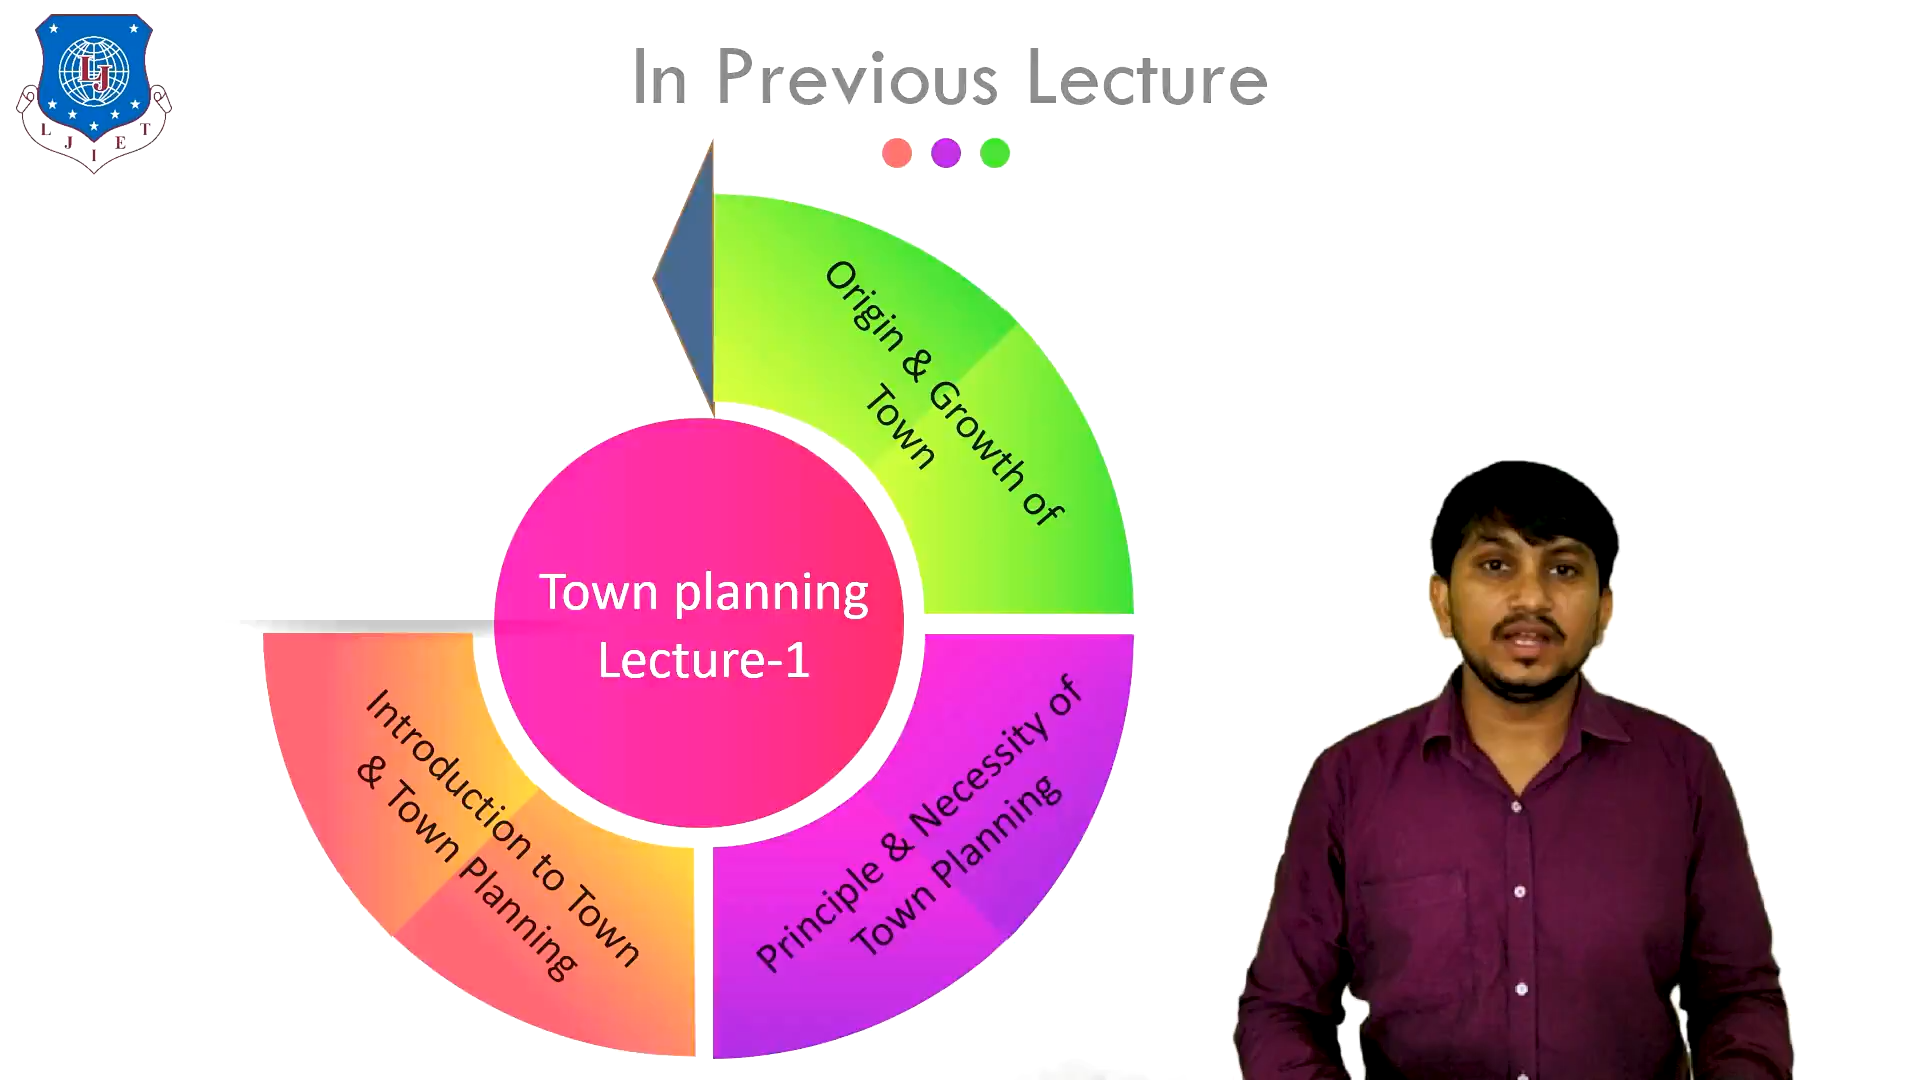 LJ
L J I E T
In Previous Lecture
Origin & Growth of
Town
Town planning
Lecture-1
Introduction to Town
& Town Planning
Principle & Necessity of
Town Planning